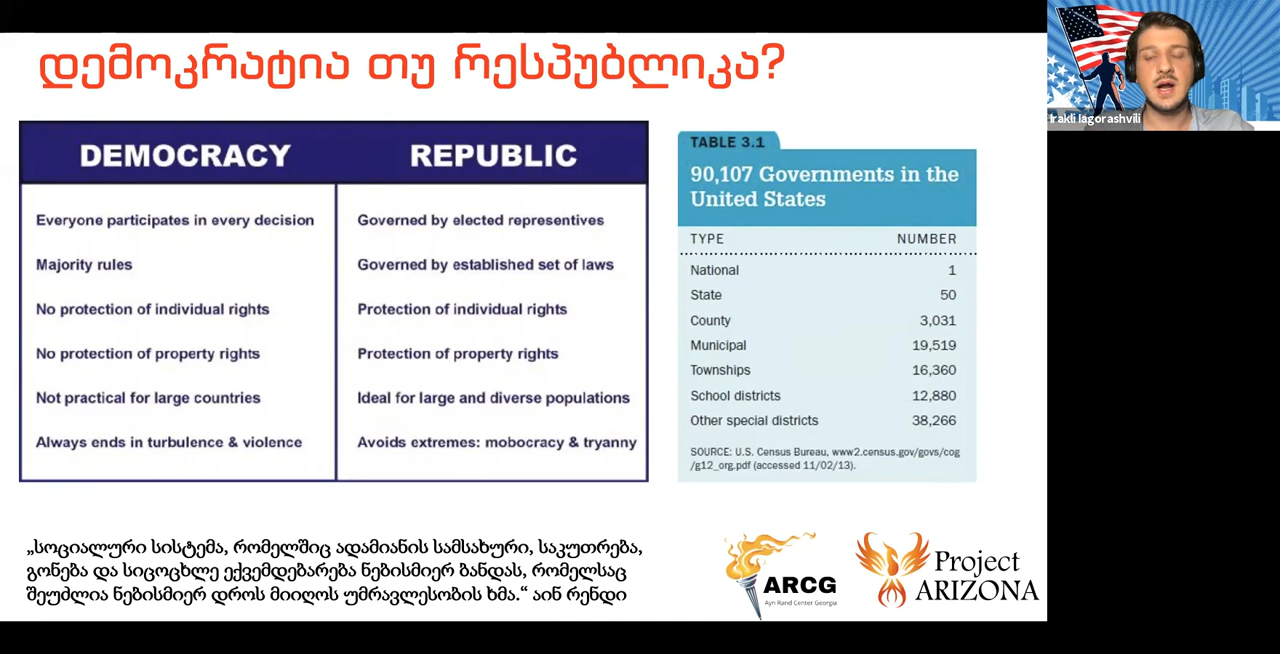 დემოკრატია თუ რესპუბლიკა?
Irakli Iagorashvili
DEMOCRACY REPUBLIC
Everyone participates in every decision Governed by elected representatives
Majority rules Governed by established set of laws
No protection of individual rights Protection of individual rights
No protection of property rights Protection of property rights
Not practical for large countries Ideal for large and diverse populations
Always ends in turbulence & violence Avoids extremes: mobocracy & tryanny
TABLE 3.1
90,107 Governments in the
United States
TYPE NUMBER
National 1
State 50
County 3,031
Municipal 19,519
Townships 16,360
School districts 12,880
Other special districts 38,266
SOURCE: U.S. Census Bureau, www2.census.gov/govs/cog
/g12_org.pdf (accessed 11/02/13).
„სოციალური სისტემა, რომელშიც ადამიანის სამსახური, საკუთრება,
გონება და სიცოცხლე ექვემდებარება ნებისმიერ ბანდას, რომელსაც
შეუძლია ნებისმიერ დროს მიიღოს უმრავლესობის ხმა.“ აინ რენდი
ARCG
Ayn Rand Center Georgia
Project
ARIZONA